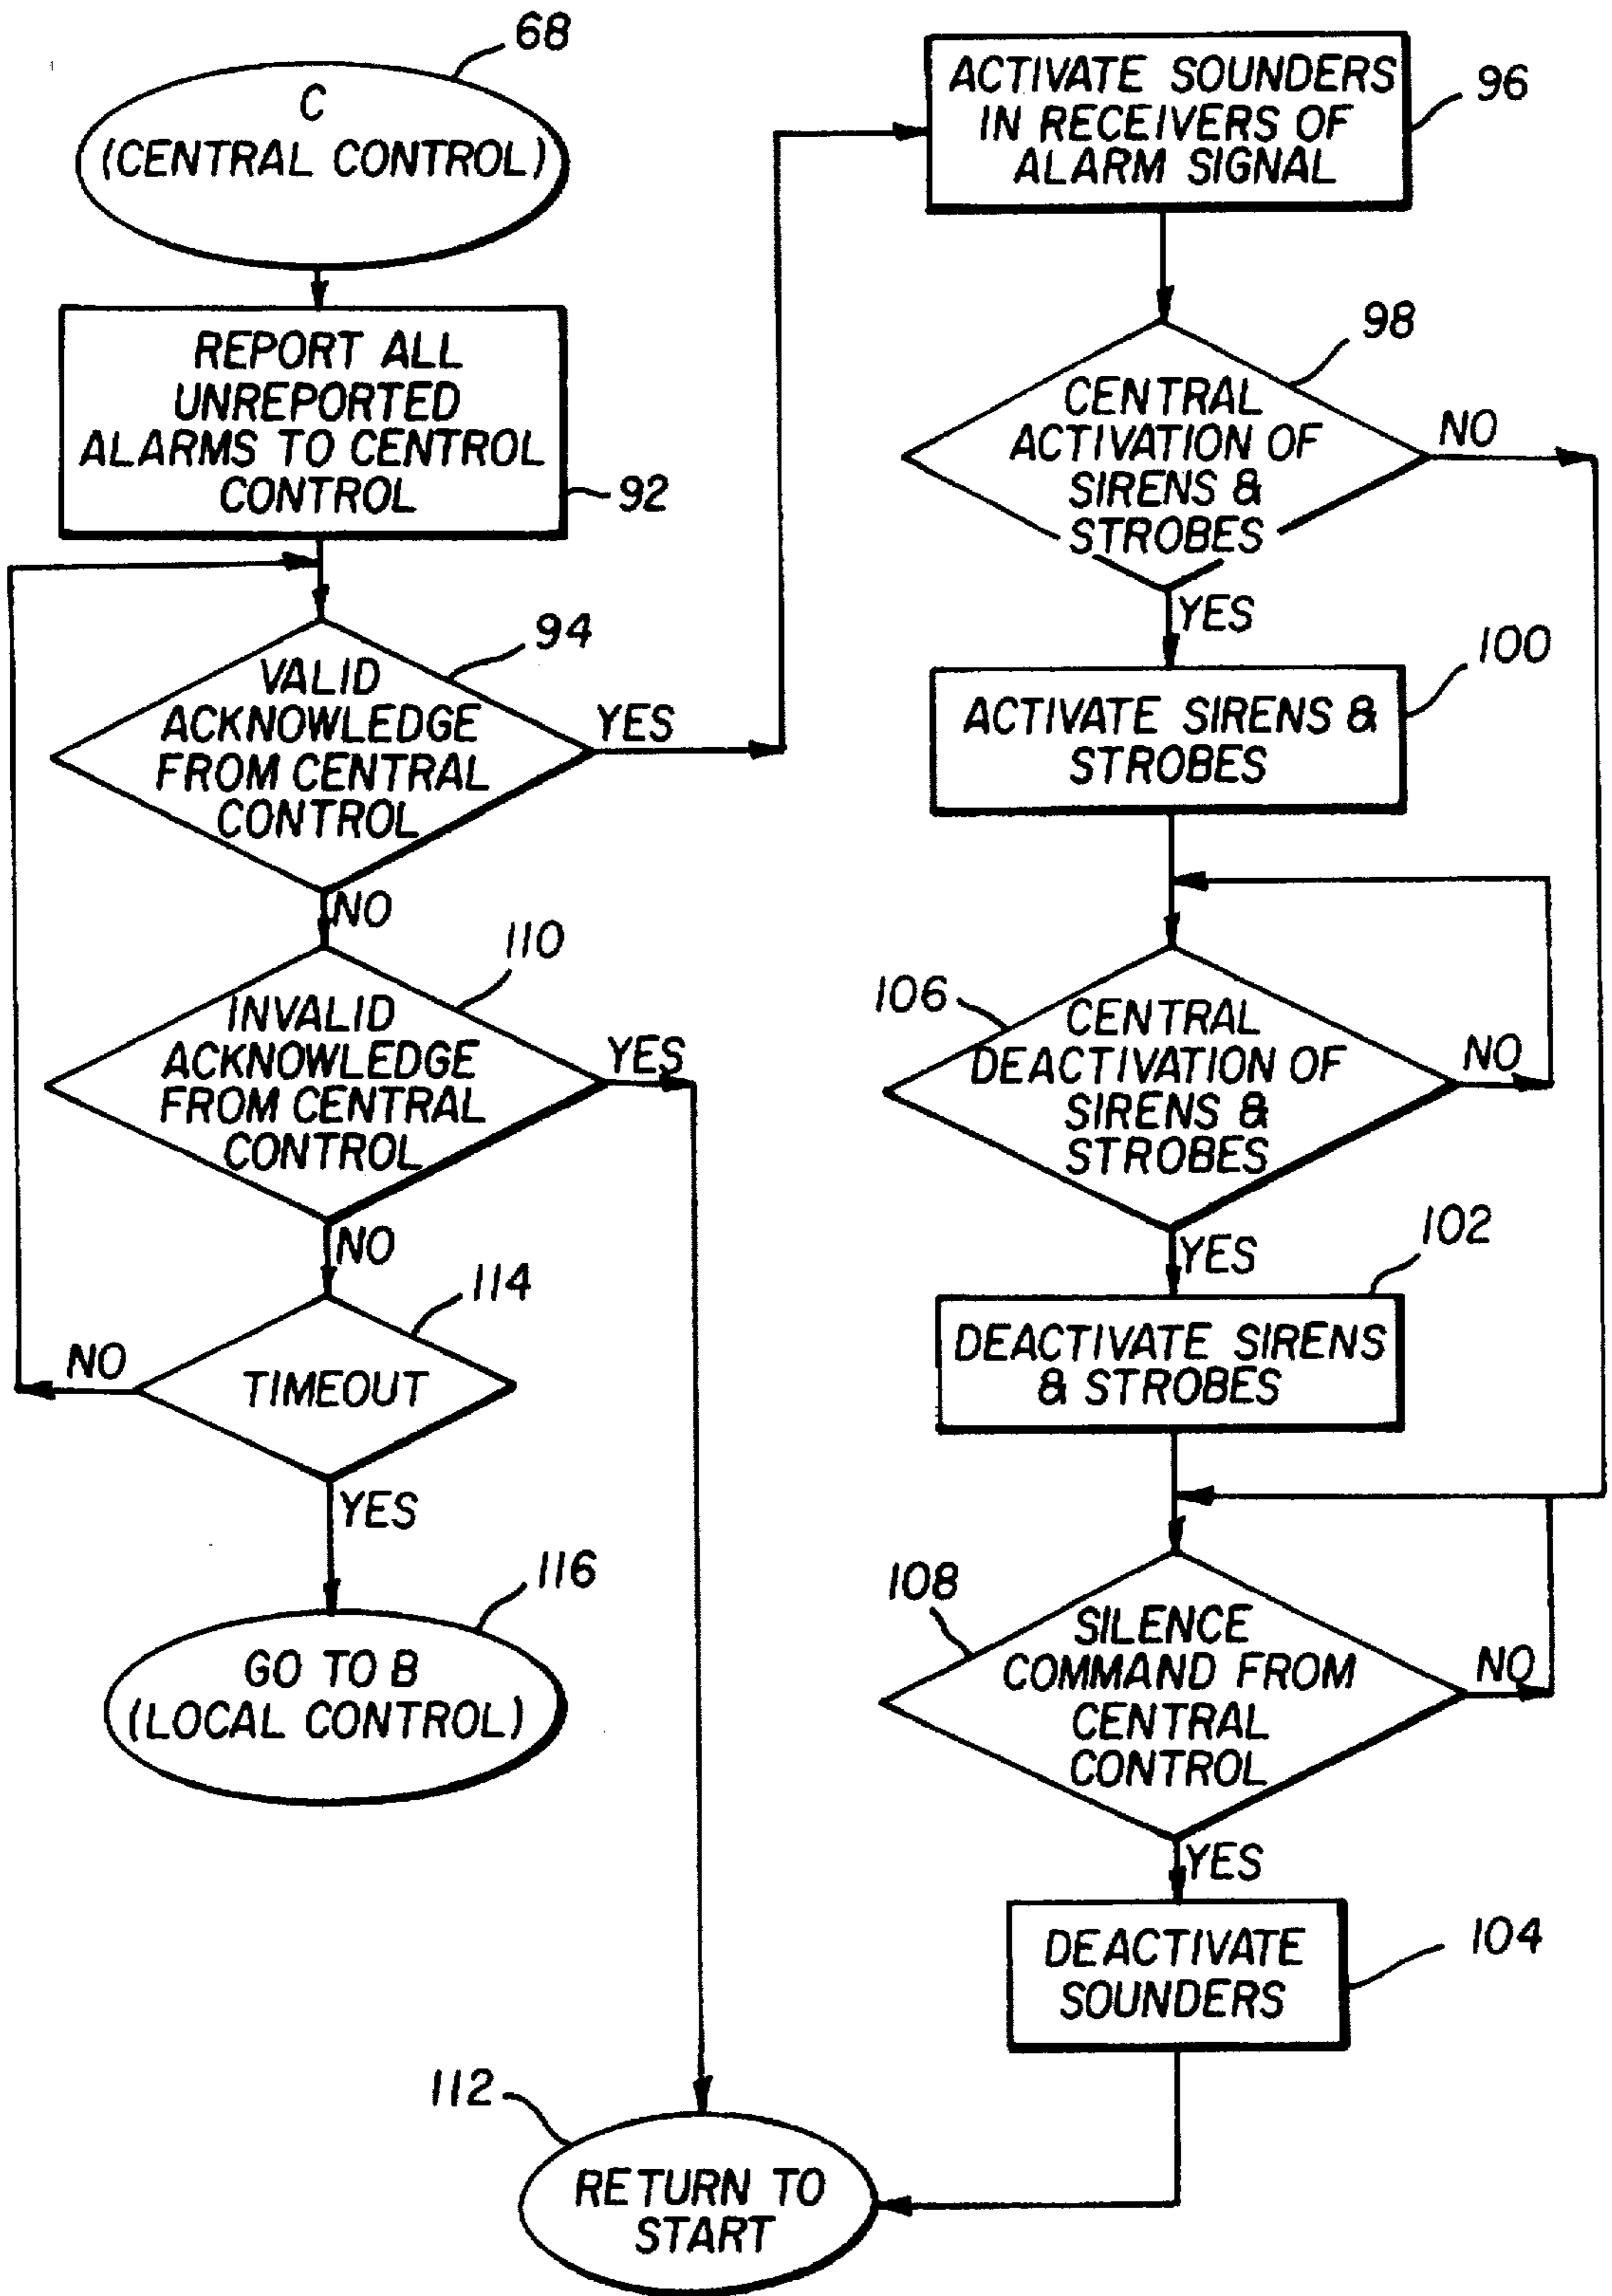 68
C
(CENTRAL CONTROL)
REPORT ALL
UNREPORTED
ALARMS TO CENTROL
CONTROL
92
94
VALID
ACKNOWLEDGE
FROM CENTRAL
CONTROL
YES
NO
110
INVALID
ACKNOWLEDGE
FROM CENTRAL
CONTROL
YES
NO
114
TIMEOUT
NO
YES
116
GO TO B
(LOCAL CONTROL)
ACTIVATE SOUNDERS
IN RECEIVERS OF
ALARM SIGNAL
96
98
CENTRAL
ACTIVATION OF
SIRENS &
STROBES
NO
YES
100
ACTIVATE SIRENS &
STROBES
106
CENTRAL
DEACTIVATION OF
SIRENS &
STROBES
NO
YES
102
DEACTIVATE SIRENS
& STROBES
108
SILENCE
COMMAND FROM
CENTRAL
CONTROL
NO
YES
DEACTIVATE
SOUNDERS
104
112
RETURN TO
START